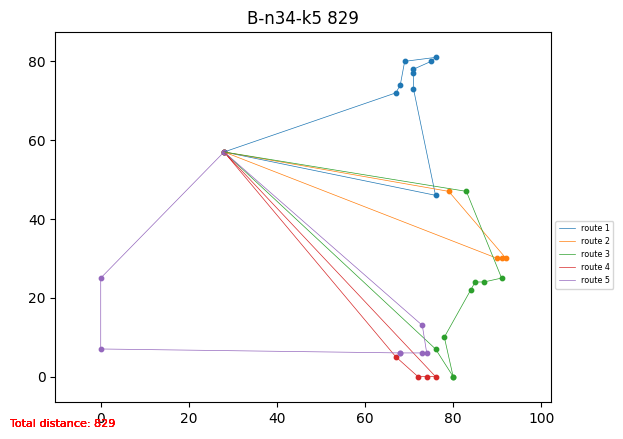 B-n34-k5 829
80
60
40
20
0
0 20 40 60 80 100
route 1
route 2
route 3
route 4
route 5
Total distance: 829